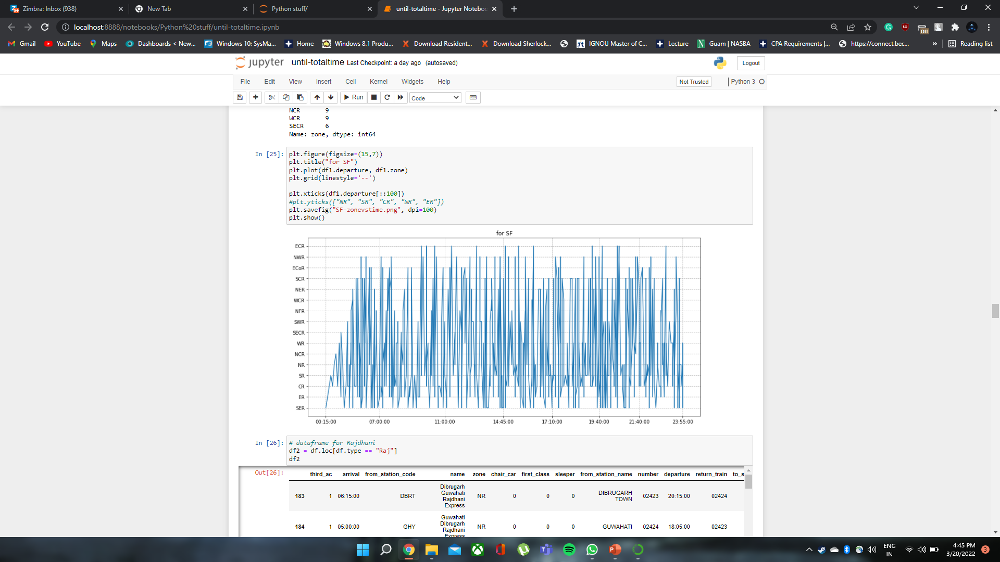 Zimbra: Inbox (938)
New Tab
Python stuff/
until-totaltime - Jupyter Noteboo
localhost:8888/notebooks/Python%20stuff/until-totaltime.ipynb
Off
Gmail
YouTube
Maps
Dashboards < New...
Windows 10: SysMa...
Home
Windows 8.1 Produ...
Download Resident...
Download Sherlock...
IGNOU Master of C...
Lecture
Guam | NASBA
CPA Requirements |...
https://connect.bec...
»
Reading list
jupyter
until-totaltime Last Checkpoint: a day ago (autosaved)
Logout
File
Edit
View
Insert
Cell
Kernel
Widgets
Help
Not Trusted
Python 3
Run
Code
NCR 9
WCR 9
SECR 6
Name: zone, dtype: int64
In [25]:
plt.figure(figsize=(15,7))
plt.title("for SF")
plt.plot(df1.departure, df1.zone)
plt.grid(linestyle='--')
plt.xticks(df1.departure[::100])
#plt.yticks(["NR", "SR", "CR", "WR", "ER"])
plt.savefig("SF-zonevstime.png", dpi=100)
plt.show()
for SF
ECR
NWR
ECoR
SCR
NER
WCR
NFR
SWR
SECR
WR
NCR
NR
SR
CR
ER
SER
00:15:00 07:00:00 11:00:00 14:45:00 17:10:00 19:40:00 21:40:00 23:55:00
In [26]:
# dataframe for Rajdhani
df2 = df.loc[df.type == "Raj"]
df2
Out[26]:
third_ac arrival from_station_code name zone chair_car first_class sleeper from_station_name number departure return_train to_s
183 1 06:15:00 DBRT Dibrugarh Guwahati Rajdhani Express NR 0 0 0 DIBRUGARH TOWN 02423 20:15:00 02424
184 1 05:00:00 GHY Guwahati Dibrugarh Rajdhani Express NR 0 0 0 GUWAHATI 02424 18:05:00 02423
ENG
IN
4:45 PM
3/20/2022
3